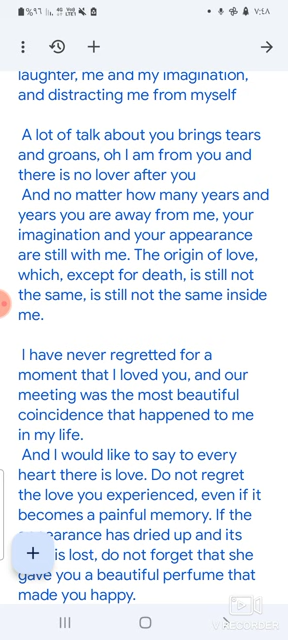 %٩٦
٧:٤٨
laughter, me and my imagination,
and distracting me from myself
A lot of talk about you brings tears
and groans, oh I am from you and
there is no lover after you
And no matter how many years and
years you are away from me, your
imagination and your appearance
are still with me. The origin of love,
which, except for death, is still not
the same, is still not the same inside
me.
I have never regretted for a
moment that I loved you, and our
meeting was the most beautiful
coincidence that happened to me
in my life.
And I would like to say to every
heart there is love. Do not regret
the love you experienced, even if it
becomes a painful memory. If the
dried up and its
is lost, do not forget that she
gave you a beautiful perfume that
made you happy.
RECORDER